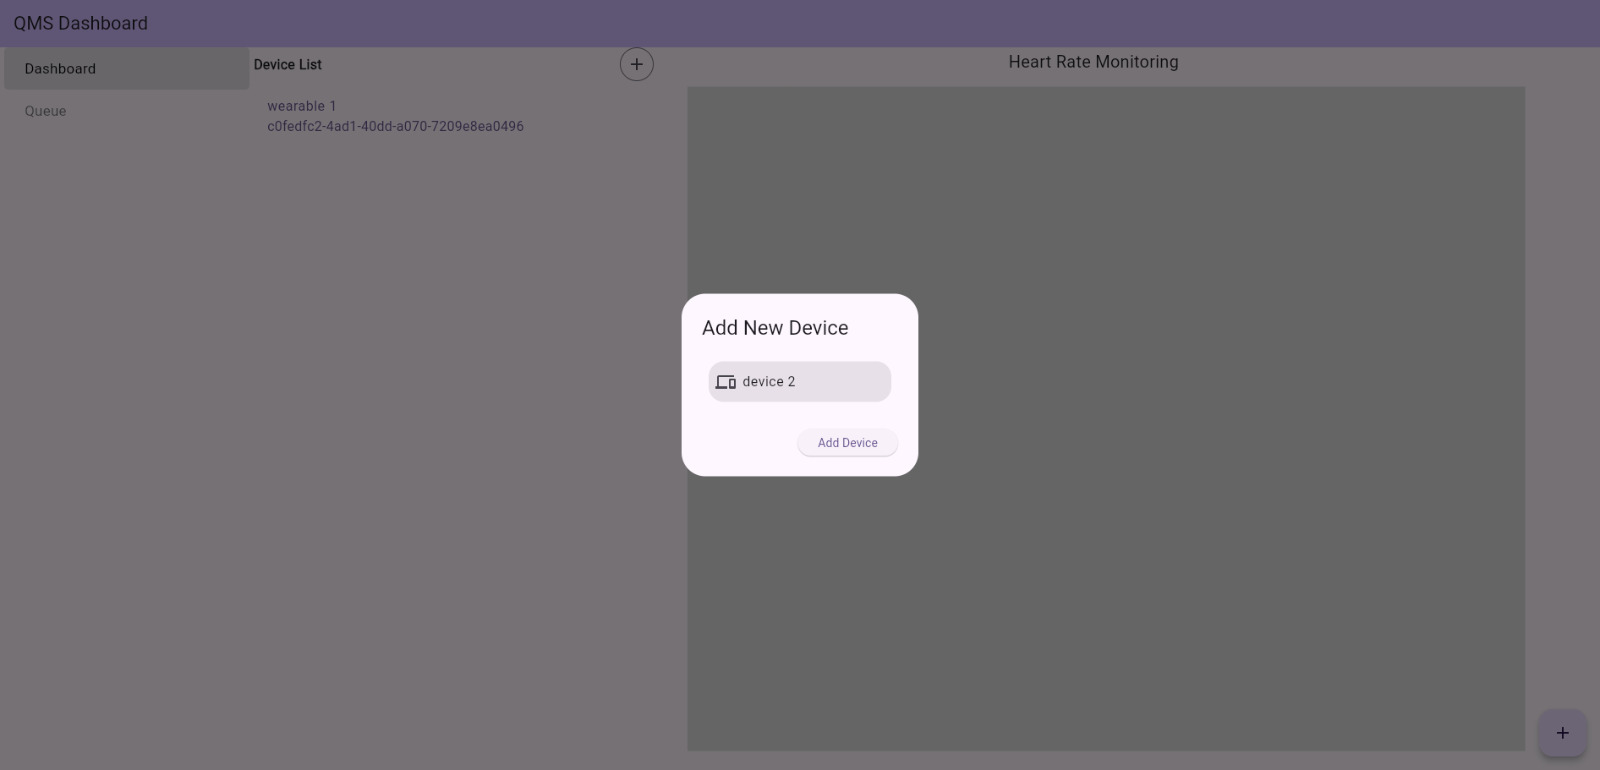 QMS Dashboard
Dashboard
Queue
Device List
wearable 1
c0fedfc2-4ad1-40dd-a070-7209e8ea0496
Heart Rate Monitoring
Add New Device
device 2
Add Device